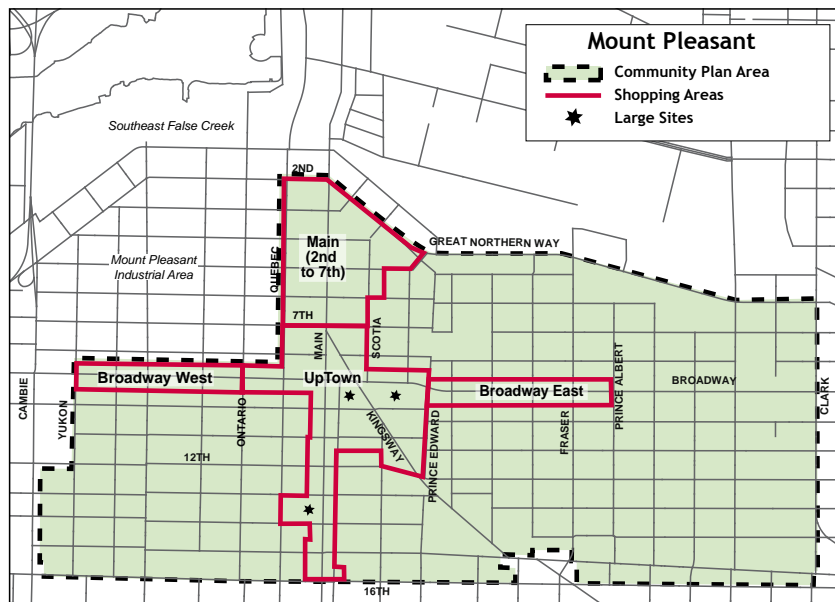 Mount Pleasant
Community Plan Area
Shopping Areas
Large Sites
Southeast False Creek
2ND
GREAT NORTHERN WAY
Main
(2nd
to 7th)
Mount Pleasant
Industrial Area
QUEBEC
7TH
MAIN
SCOTIA
Broadway West
UpTown
Broadway East
BROADWAY
PRINCE ALBERT
CAMBIE
YUKON
ONTARIO
KINGSWAY
PRINCE EDWARD
FRASER
CLARK
12TH
16TH